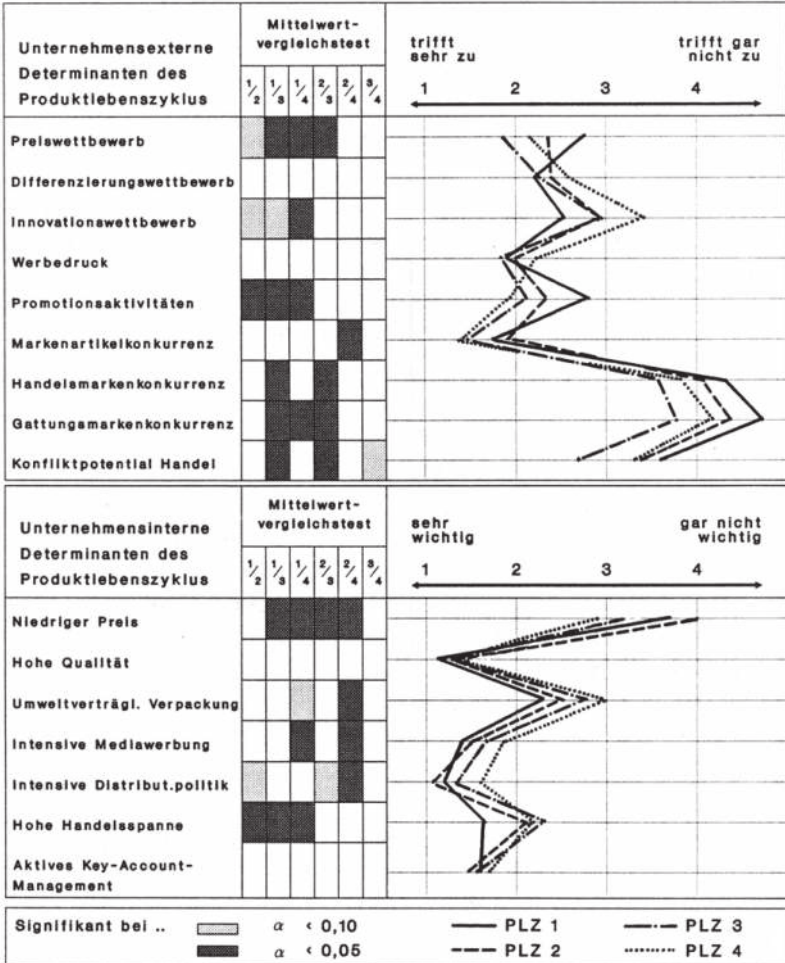 Unternehmensexterne
Determinanten des
Produktlebenszyklus
Mittelwert-
vergleichstest
1/2 1/3 1/4 2/3 2/4 3/4
trifft
sehr zu
trifft gar
nicht zu
1 2 3 4
Preiswettbewerb
Differenzierungswettbewerb
Innovationswettbewerb
Werbedruck
Promotionsaktivitäten
Markenartikelkonkurrenz
Handelsmarkenkonkurrenz
Gattungsmarkenkonkurrenz
Konfliktpotential Handel
Unternehmensinterne
Determinanten des
Produktlebenszyklus
Mittelwert-
vergleichstest
1/2 1/3 1/4 2/3 2/4 3/4
sehr
wichtig
gar nicht
wichtig
1 2 3 4
Niedriger Preis
Hohe Qualität
Umweltverträgl. Verpackung
Intensive Mediawerbung
Intensive Distribut.politik
Hohe Handelsspanne
Aktives Key-Account-
Management
Signifikant bei .. α < 0,10 PLZ 1 PLZ 3
α < 0,05 PLZ 2 PLZ 4